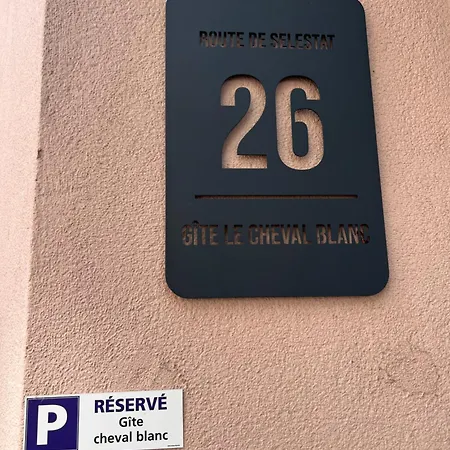 ROUTE DE SELESTAT
26
GÎTE LE CHEVAL BLANC
P
RÉSERVÉ
Gîte
cheval blanc